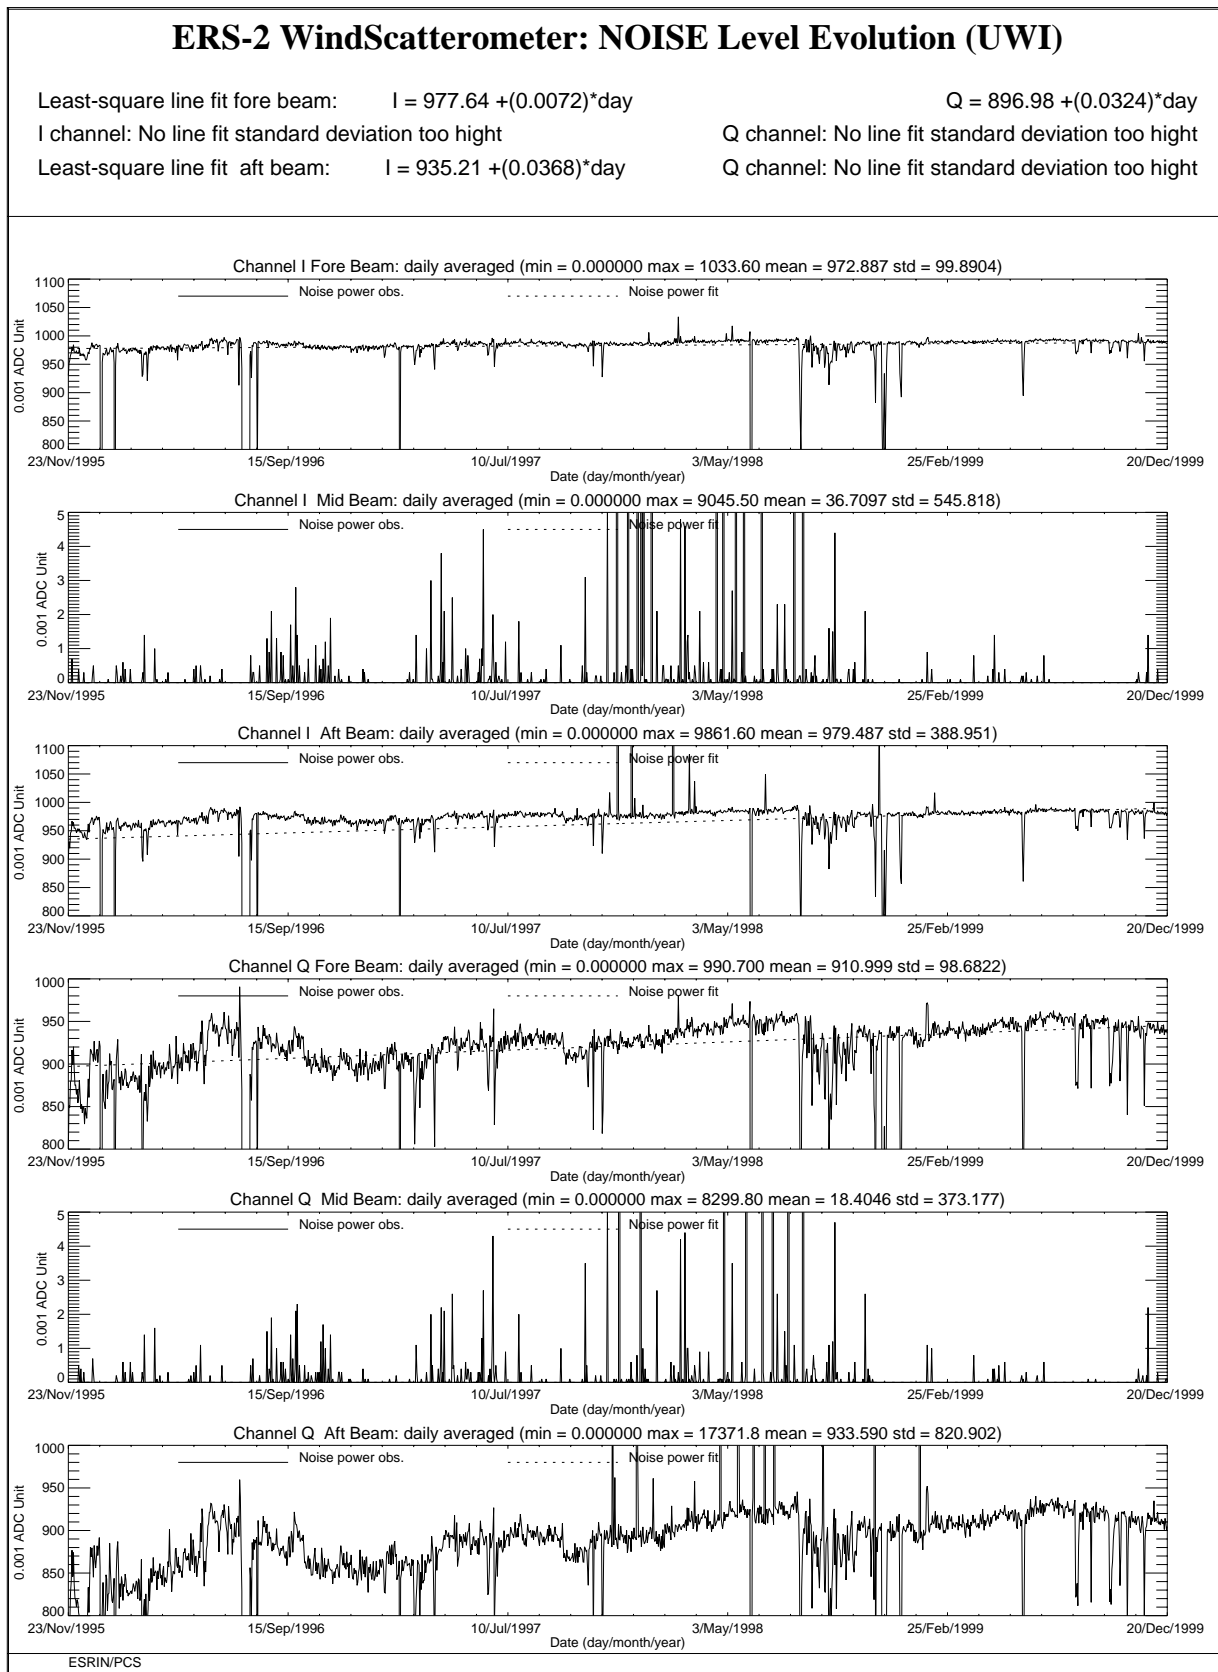 ERS-2 WindScatterometer: NOISE Level Evolution (UWI)
Least-square line fit fore beam: I = 977.64 +(0.0072)*day Q = 896.98 +(0.0324)*day
I channel: No line fit standard deviation too hight Q channel: No line fit standard deviation too hight
Least-square line fit aft beam: I = 935.21 +(0.0368)*day Q channel: No line fit standard deviation too hight
Channel I Fore Beam: daily averaged (min = 0.000000 max = 1033.60 mean = 972.887 std = 99.8904)
Noise power obs. Noise power fit
0.001 ADC Unit
1100
1050
1000
950
900
850
800
23/Nov/1995 15/Sep/1996 10/Jul/1997 3/May/1998 25/Feb/1999 20/Dec/1999
Date (day/month/year)
Channel I Mid Beam: daily averaged (min = 0.000000 max = 9045.50 mean = 36.7097 std = 545.818)
Noise power obs. Noise power fit
0.001 ADC Unit
5
4
3
2
1
0
23/Nov/1995 15/Sep/1996 10/Jul/1997 3/May/1998 25/Feb/1999 20/Dec/1999
Date (day/month/year)
Channel I Aft Beam: daily averaged (min = 0.000000 max = 9861.60 mean = 979.487 std = 388.951)
Noise power obs. Noise power fit
0.001 ADC Unit
1100
1050
1000
950
900
850
800
23/Nov/1995 15/Sep/1996 10/Jul/1997 3/May/1998 25/Feb/1999 20/Dec/1999
Date (day/month/year)
Channel Q Fore Beam: daily averaged (min = 0.000000 max = 990.700 mean = 910.999 std = 98.6822)
Noise power obs. Noise power fit
0.001 ADC Unit
1000
950
900
850
800
23/Nov/1995 15/Sep/1996 10/Jul/1997 3/May/1998 25/Feb/1999 20/Dec/1999
Date (day/month/year)
Channel Q Mid Beam: daily averaged (min = 0.000000 max = 8299.80 mean = 18.4046 std = 373.177)
Noise power obs. Noise power fit
0.001 ADC Unit
5
4
3
2
1
0
23/Nov/1995 15/Sep/1996 10/Jul/1997 3/May/1998 25/Feb/1999 20/Dec/1999
Date (day/month/year)
Channel Q Aft Beam: daily averaged (min = 0.000000 max = 17371.8 mean = 933.590 std = 820.902)
Noise power obs. Noise power fit
0.001 ADC Unit
1000
950
900
850
800
23/Nov/1995 15/Sep/1996 10/Jul/1997 3/May/1998 25/Feb/1999 20/Dec/1999
Date (day/month/year)
ESRIN/PCS